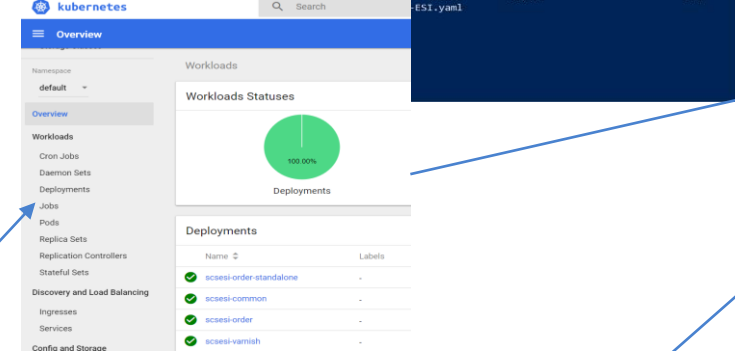 kubernetes
Search
-ESI.yaml
Overview
Namespace
default
Overview
Workloads
Cron Jobs
Daemon Sets
Deployments
Jobs
Pods
Replica Sets
Replication Controllers
Stateful Sets
Discovery and Load Balancing
Ingresses
Services
Config and Storage
Workloads
Workloads Statuses
100.00%
Deployments
Deployments
Name Labels
scsesi-order-standalone -
scsesi-common -
scsesi-order -
scsesi-varnish -